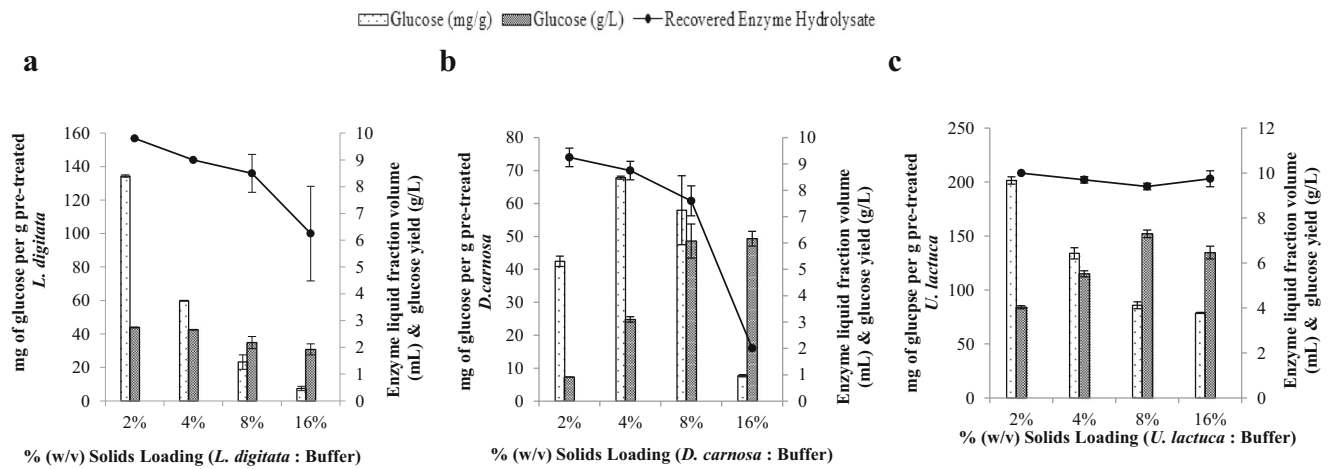 Glucose (mg/g) Glucose (g/L) Recovered Enzyme Hydrolysate
a
mg of glucose per g pre-treated
L. digitata
160
140
120
100
80
60
40
20
0
10
9
8
7
6
5
4
3
2
1
0
Enzyme liquid fraction volume
(mL) & glucose yield (g/L)
2% 4% 8% 16%
% (w/v) Solids Loading (L. digitata : Buffer)
b
mg of glucose per g pre-treated
D.carnosa
80
70
60
50
40
30
20
10
0
10
9
8
7
6
5
4
3
2
1
0
Enzyme liquid fraction volume
(mL) & glucose yield (g/L)
2% 4% 8% 16%
% (w/v) Solids Loading (D. carnosa : Buffer)
c
mg of glucpse per g pre-treated
U. lactuca
250
200
150
100
50
0
12
10
8
6
4
2
0
Enzyme liquid fraction volume
(mL) & glucose yield (g/L)
2% 4% 8% 16%
% (w/v) Solids Loading (U. lactuca : Buffer)